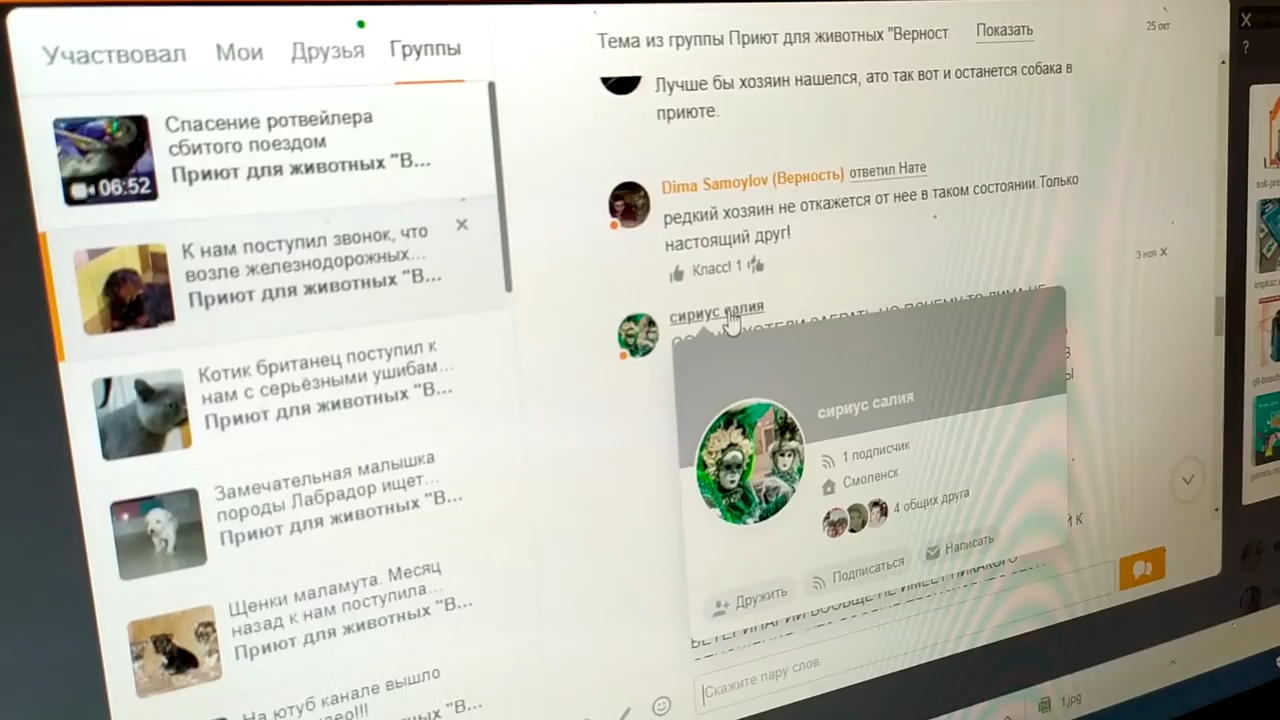 Участвовал
Мои
Друзья
Группы
Спасение ротвейлера
сбитого поездом
Приют для животных "В...
06:52
К нам поступил звонок, что
возле железнодорожных...
Приют для животных "В...
Котик британец поступил к
нам с серьёзными ушибам...
Приют для животных "В...
Замечательная малышка
породы Лабрадор ищет...
Приют для животных "В...
Щенки маламута. Месяц
назад к нам поступила...
Приют для животных "В...
На ютуб канале вышло
Тема из группы Приют для животных "Верност
Показать
25 окт
Лучше бы хозяин нашелся, ато так вот и останется собака в
приюте.
Dima Samoylov (Верность) ответил Нате
редкий хозяин не откажется от нее в таком состоянии.Только
настоящий друг!
Класс! 1
3 ноя
сириус салия
сириус салия
1 подписчик
Смоленск
4 общих друга
Дружить
Подписаться
Написать
Скажите пару слов..
1.jpg